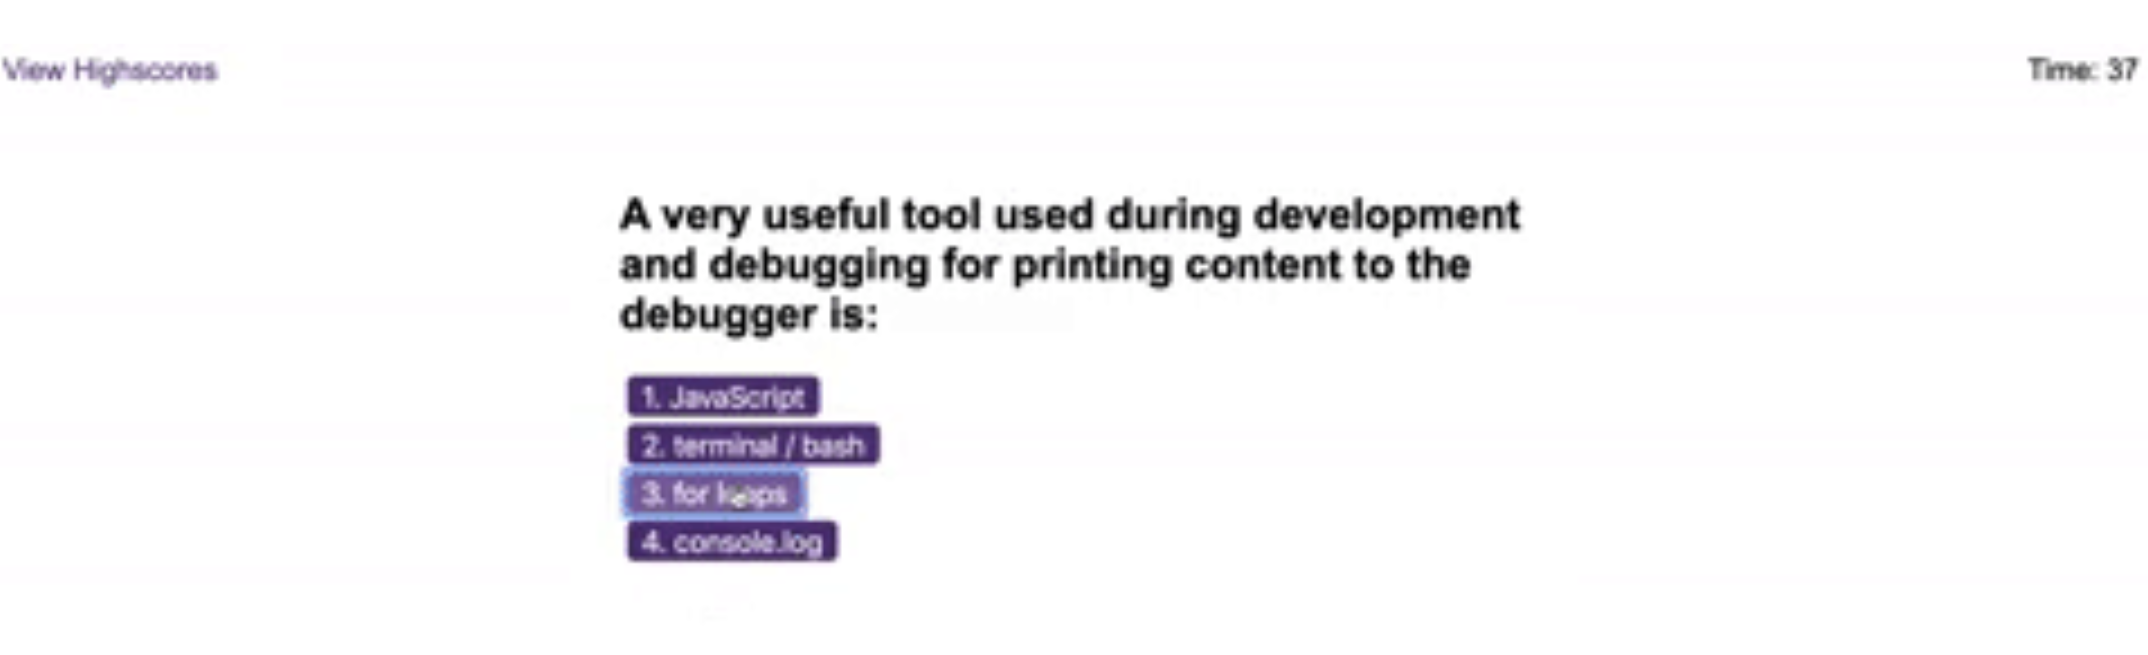 View Highscores
Time: 37
A very useful tool used during development
and debugging for printing content to the
debugger is:
1. JavaScript
2. terminal / bash
3. for loops
4. console.log